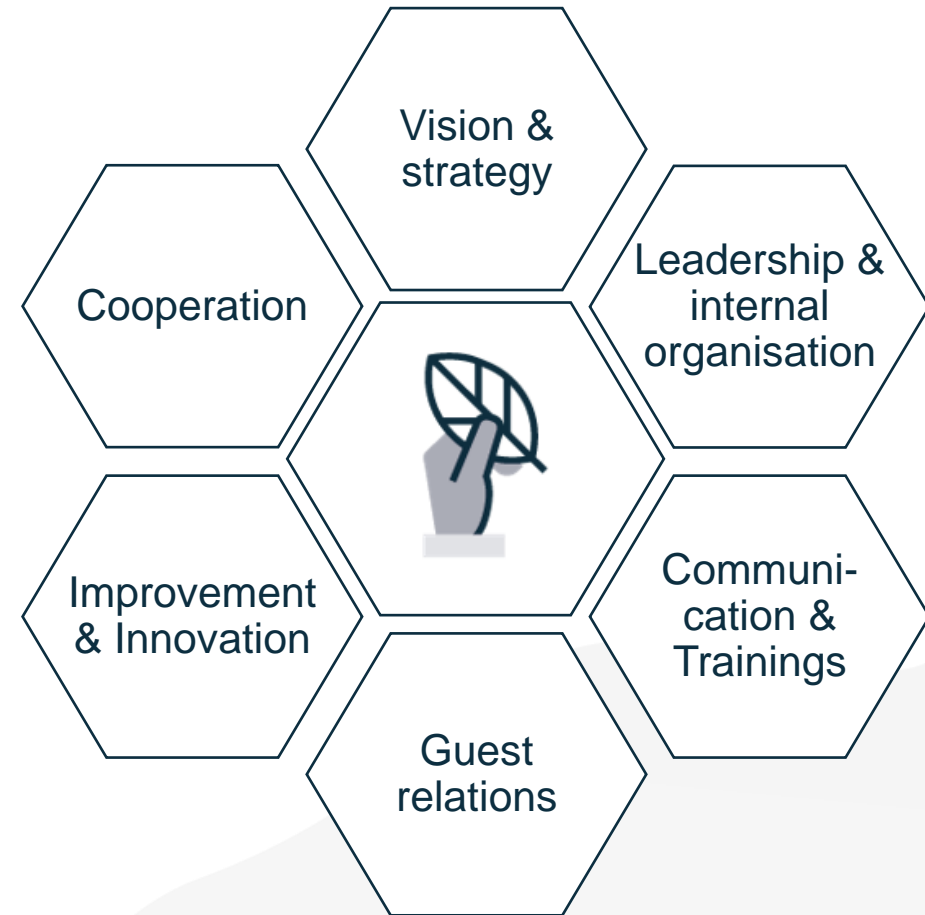 Vision &
strategy
Leadership &
internal
organisation
Communi-
cation &
Trainings
Guest
relations
Improvement
& Innovation
Cooperation